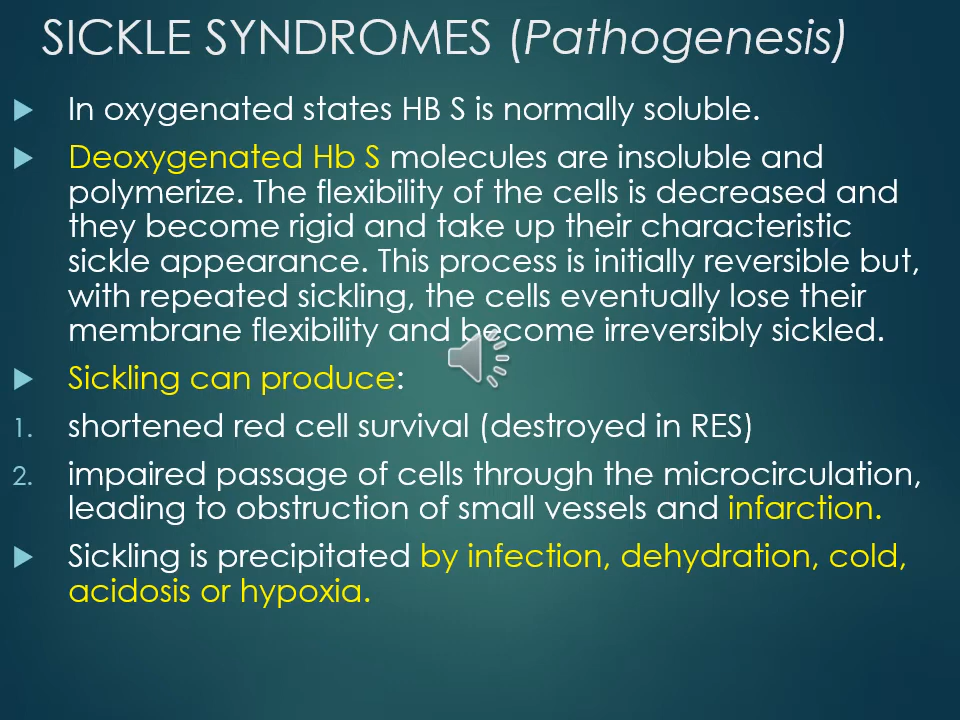 SICKLE SYNDROMES (Pathogenesis)
In oxygenated states HB S is normally soluble.
Deoxygenated Hb S molecules are insoluble and
polymerize. The flexibility of the cells is decreased and
they become rigid and take up their characteristic
sickle appearance. This process is initially reversible but,
with repeated sickling, the cells eventually lose their
membrane flexibility and become irreversibly sickled.
Sickling can produce:
1. shortened red cell survival (destroyed in RES)
2. impaired passage of cells through the microcirculation,
leading to obstruction of small vessels and infarction.
Sickling is precipitated by infection, dehydration, cold,
acidosis or hypoxia.